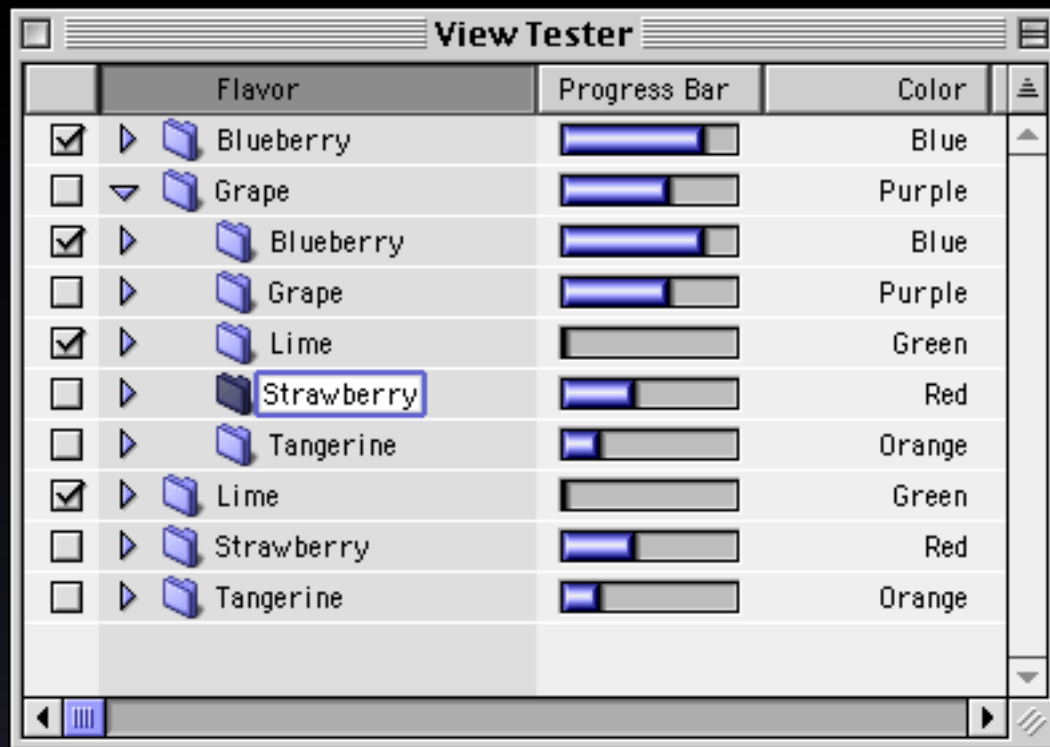 View Tester
Flavor Progress Bar Color
Blueberry Blue
Grape Purple
Blueberry Blue
Grape Purple
Lime Green
Strawberry Red
Tangerine Orange
Lime Green
Strawberry Red
Tangerine Orange